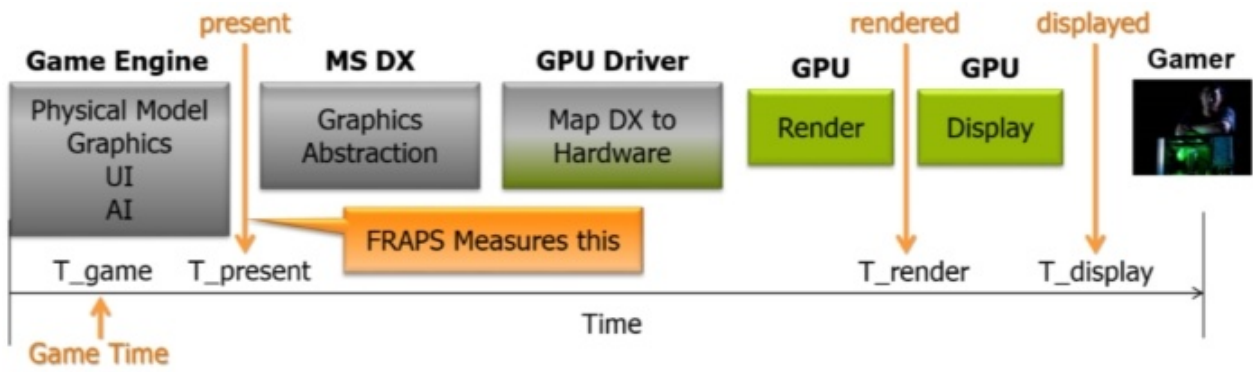 present
rendered
displayed
Game Engine
MS DX
GPU Driver
GPU
GPU
Gamer
Physical Model
Graphics
UI
AI
Graphics
Abstraction
Map DX to
Hardware
Render
Display
FRAPS Measures this
T_game
T_present
T_render
T_display
Time
Game Time